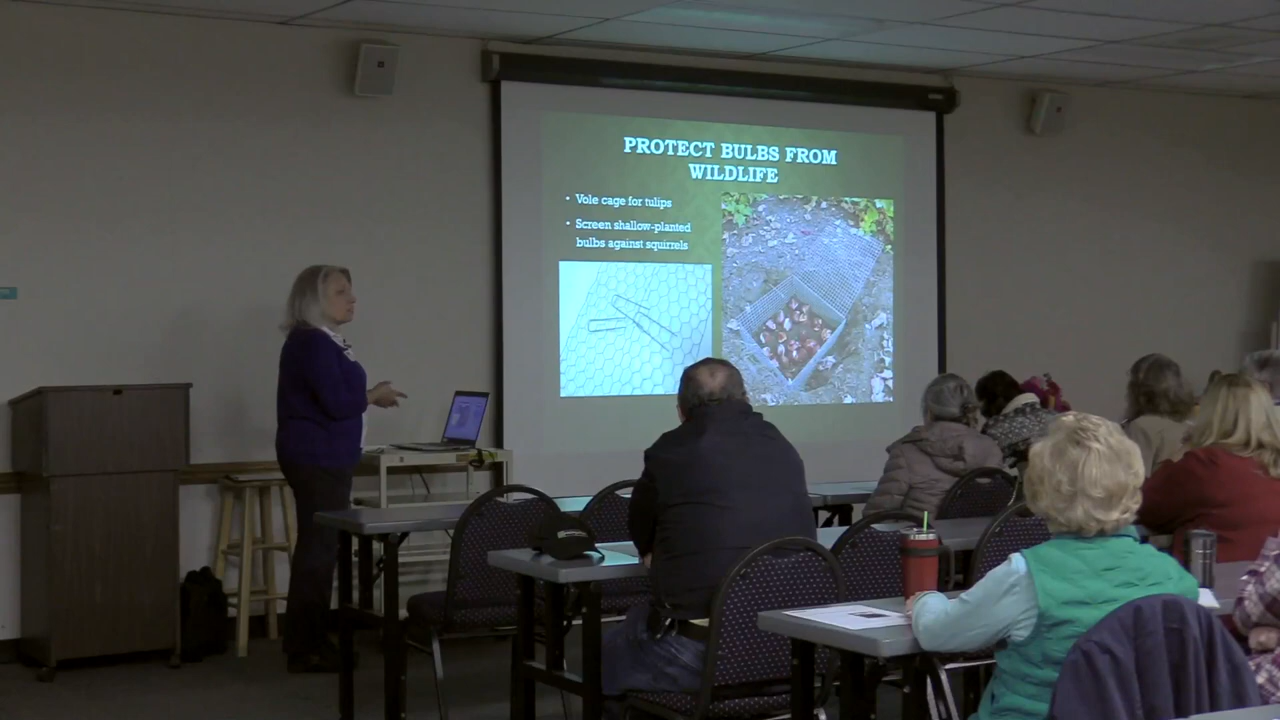 PROTECT BULBS FROM
WILDLIFE
• Vole cage for tulips
• Screen shallow-planted
bulbs against squirrels